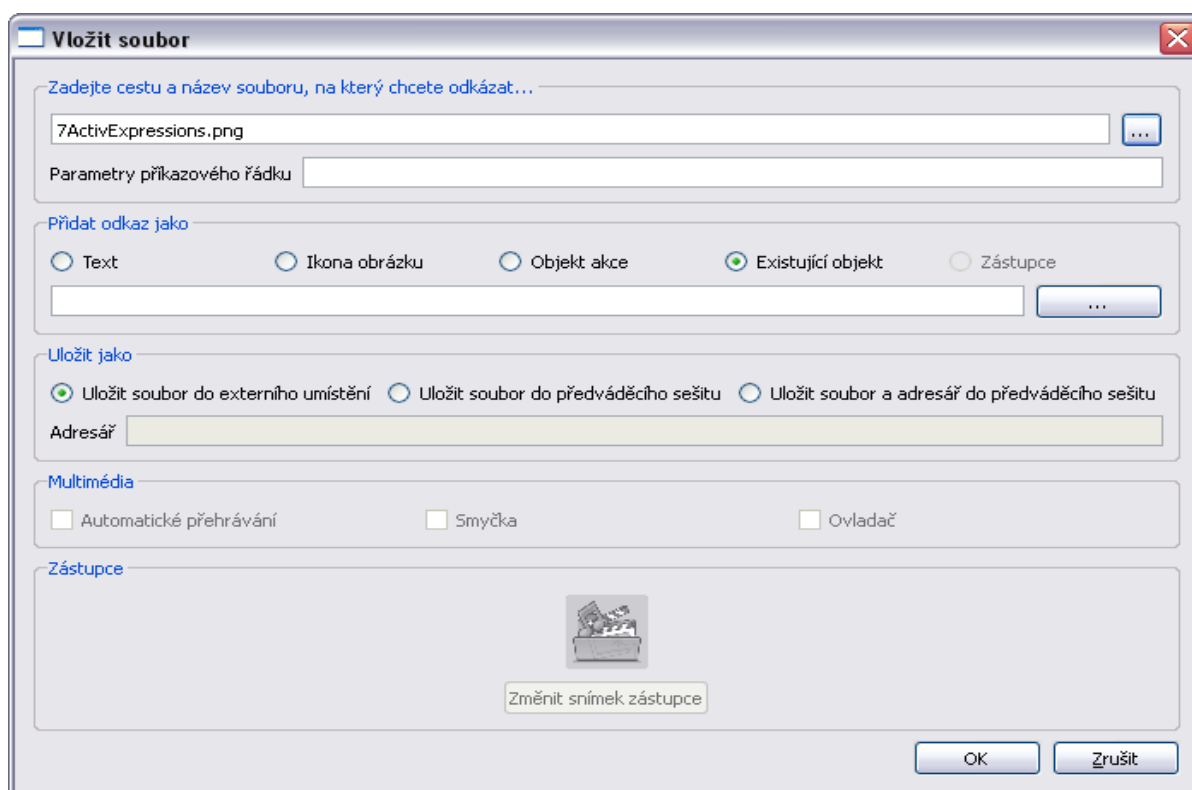 Vložit soubor
Zadejte cestu a název souboru, na který chcete odkázat...
7ActivExpressions.png
...
Parametry příkazového řádku
Přidat odkaz jako
Text Ikona obrázku Objekt akce Existující objekt Zástupce
...
Uložit jako
Uložit soubor do externího umístění Uložit soubor do předváděcího sešitu Uložit soubor a adresář do předváděcího sešitu
Adresář
Multimédia
Automatické přehrávání Smyčka Ovladač
Zástupce
Změnit snímek zástupce
OK Zrušit